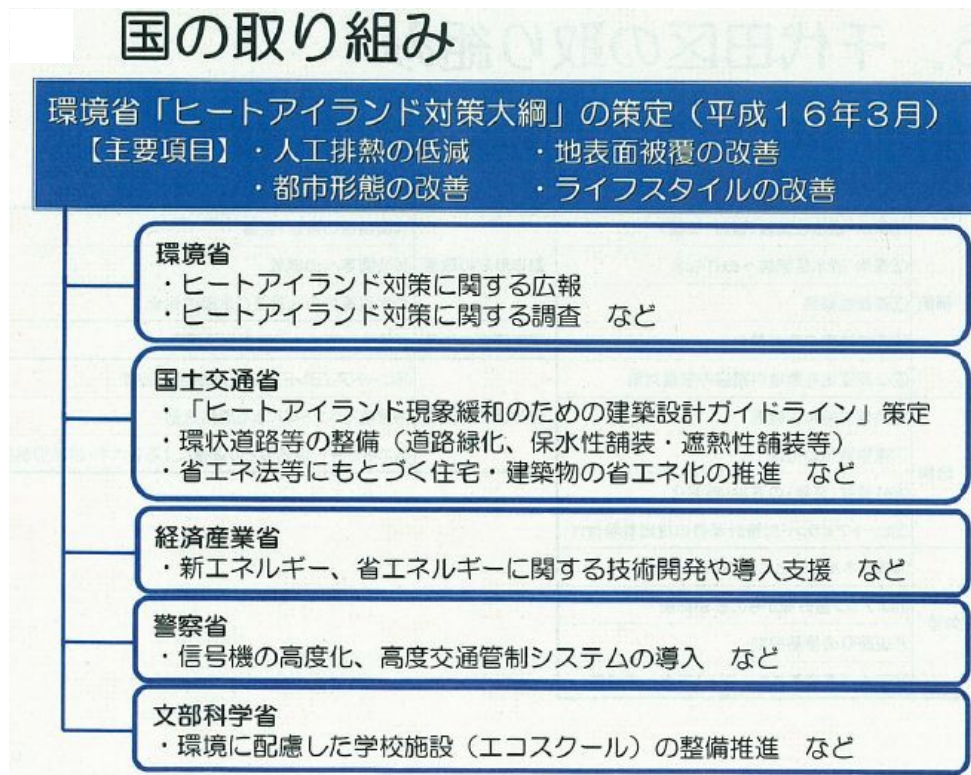 国の取り組み
環境省「ヒートアイランド対策大綱」の策定（平成１６年３月）
【主要項目】・人工排熱の低減　・地表面被覆の改善
・都市形態の改善　・ライフスタイルの改善
環境省
・ヒートアイランド対策に関する広報
・ヒートアイランド対策に関する調査　など
国土交通省
・「ヒートアイランド現象緩和のための建築設計ガイドライン」策定
・環状道路等の整備（道路緑化、保水性舗装・遮熱性舗装等）
・省エネ法等にもとづく住宅・建築物の省エネ化の推進　など
経済産業省
・新エネルギー、省エネルギーに関する技術開発や導入支援　など
警察省
・信号機の高度化、高度交通管制システムの導入　など
文部科学省
・環境に配慮した学校施設（エコスクール）の整備推進　など